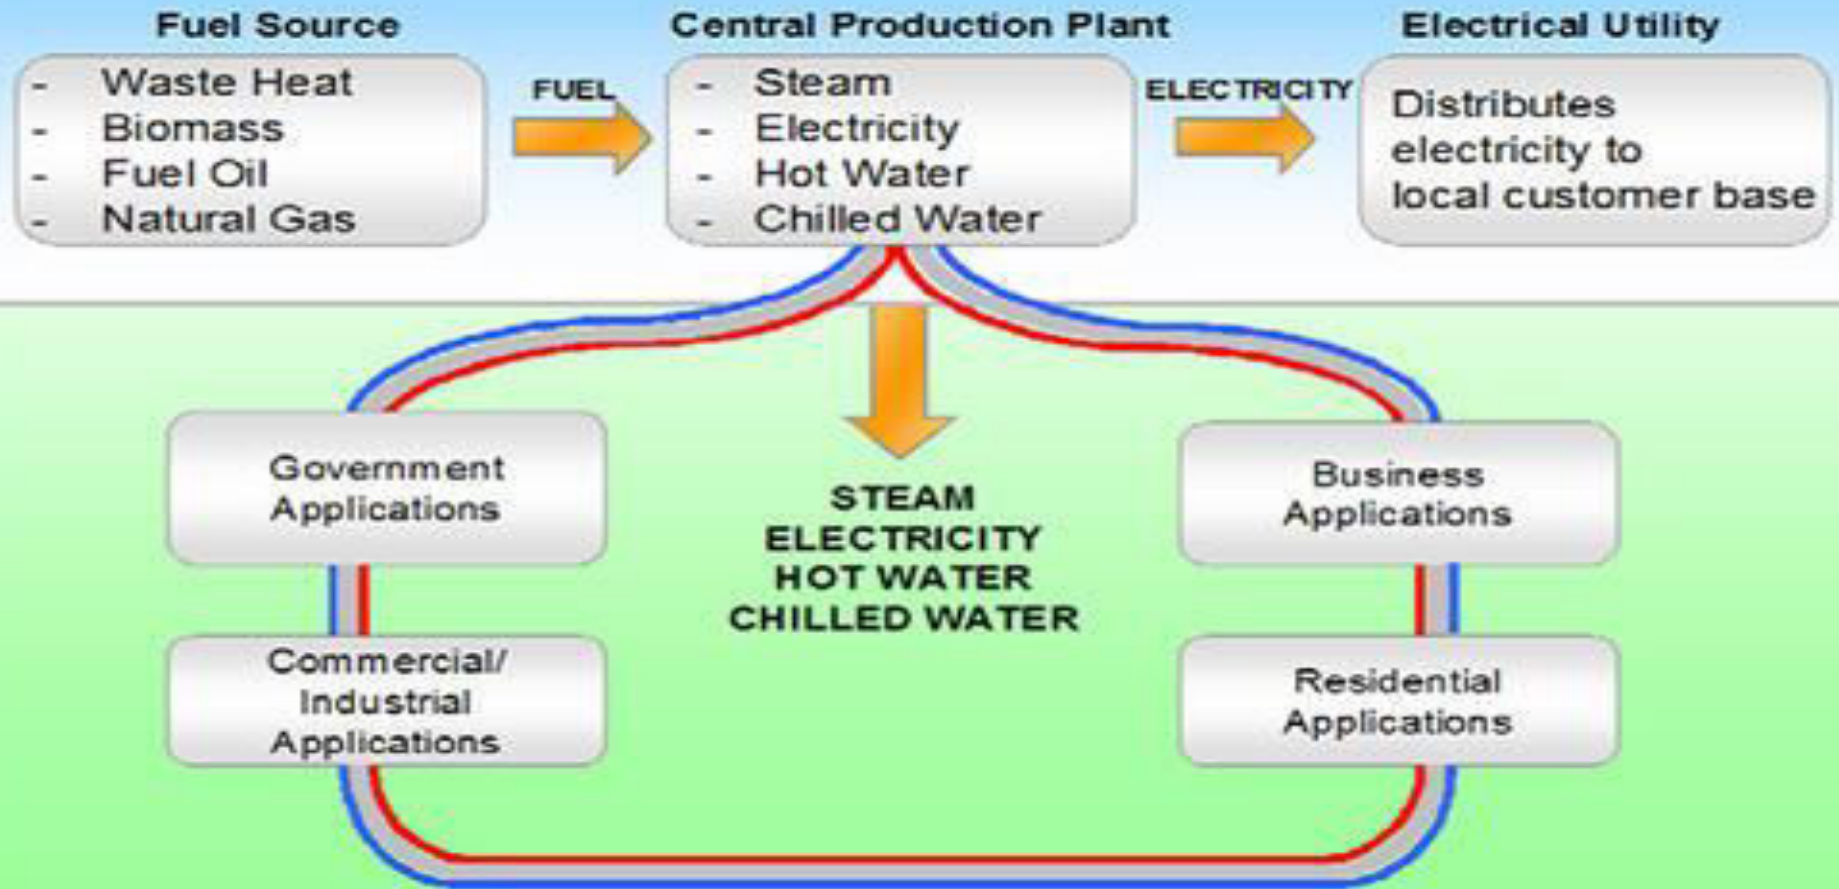 Fuel Source
- Waste Heat
- Biomass
- Fuel Oil
- Natural Gas
FUEL
Central Production Plant
- Steam
- Electricity
- Hot Water
- Chilled Water
ELECTRICITY
Electrical Utility
Distributes
electricity to
local customer base
Government
Applications
Commercial/
Industrial
Applications
STEAM
ELECTRICITY
HOT WATER
CHILLED WATER
Business
Applications
Residential
Applications